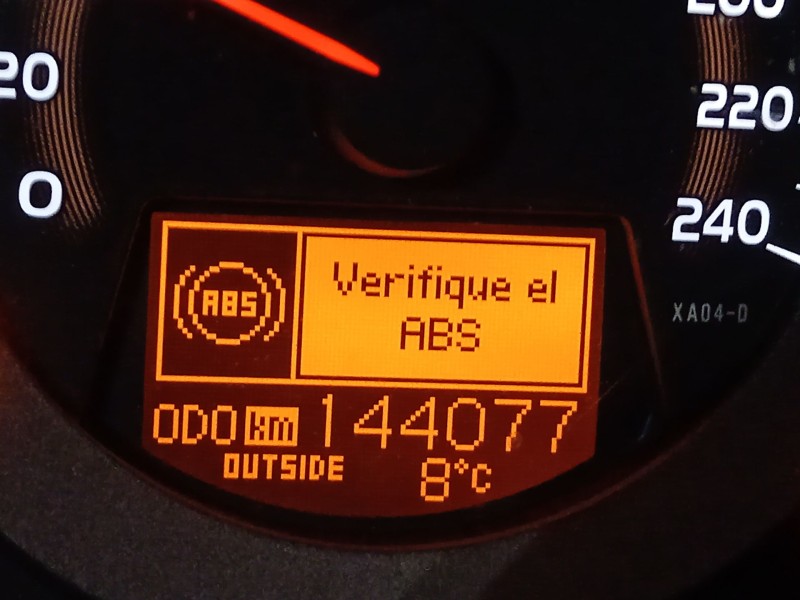 20
0
220
240
XA04-D
ABS
Verifique el
ABS
ODO km 144077
OUTSIDE 8°C